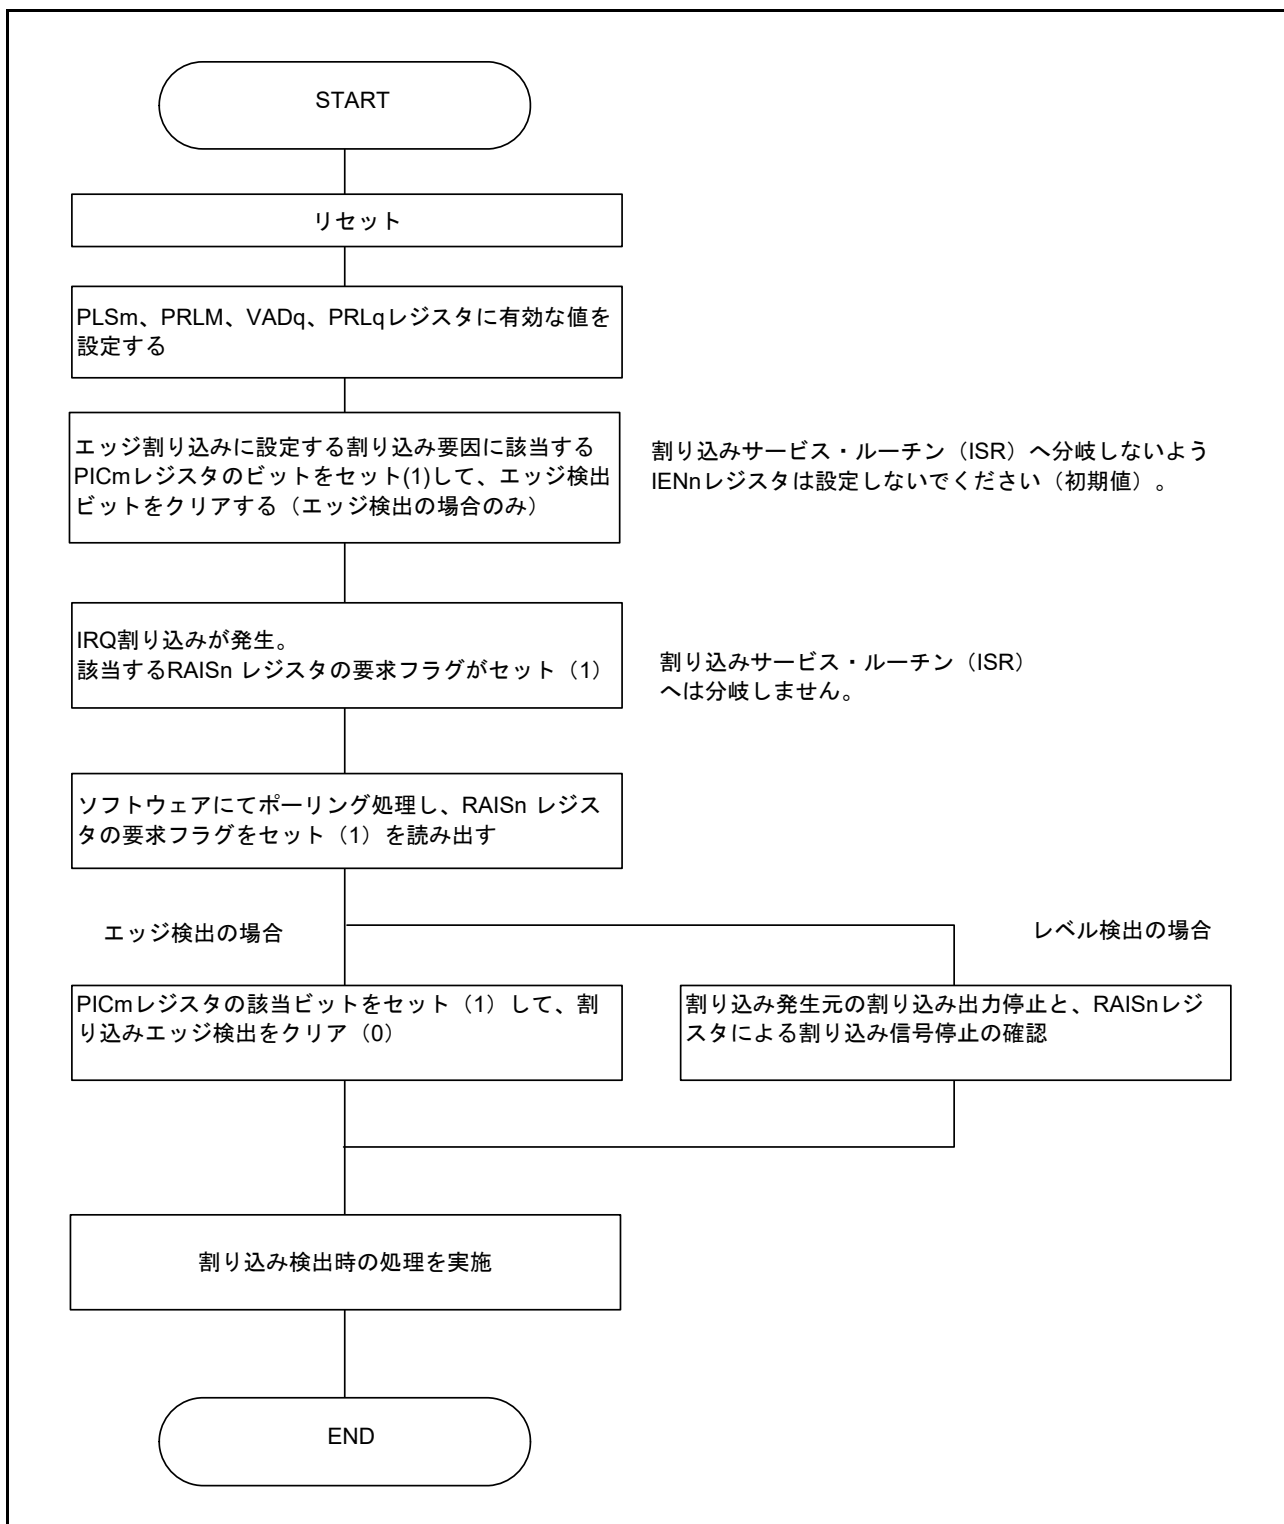 START
リセット
PLSm、PRLM、VADq、PRLqレジスタに有効な値を
設定する
エッジ割り込みに設定する割り込み要因に該当する
PICmレジスタのビットをセット(1)して、エッジ検出
ビットをクリアする（エッジ検出の場合のみ）
割り込みサービス・ルーチン（ISR）へ分岐しないよう
IENnレジスタは設定しないでください（初期値）。
IRQ割り込みが発生。
該当するRAISn レジスタの要求フラグがセット（1）
割り込みサービス・ルーチン（ISR）
へは分岐しません。
ソフトウェアにてポーリング処理し、RAISn レジス
タの要求フラグをセット（1）を読み出す
エッジ検出の場合
レベル検出の場合
PICmレジスタの該当ビットをセット（1）して、割
り込みエッジ検出をクリア（0）
割り込み発生元の割り込み出力停止と、RAISnレジ
スタによる割り込み信号停止の確認
割り込み検出時の処理を実施
END